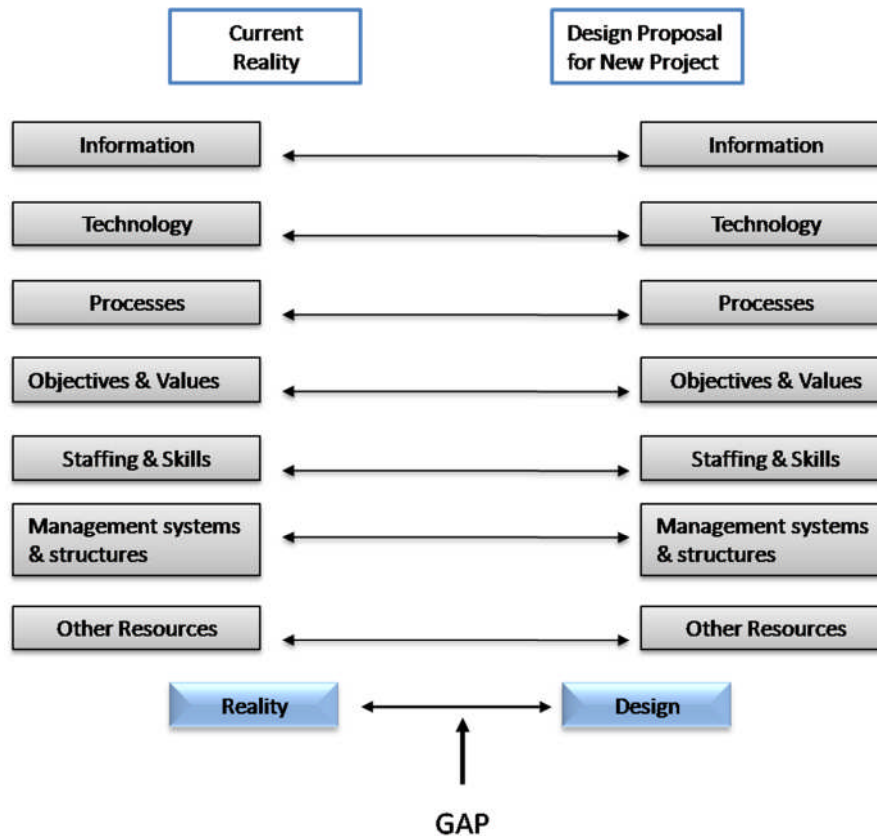 Current
Reality
Design Proposal
for New Project
Information
Information
Technology
Technology
Processes
Processes
Objectives & Values
Objectives & Values
Staffing & Skills
Staffing & Skills
Management systems
& structures
Management systems
& structures
Other Resources
Other Resources
Reality
Design
GAP